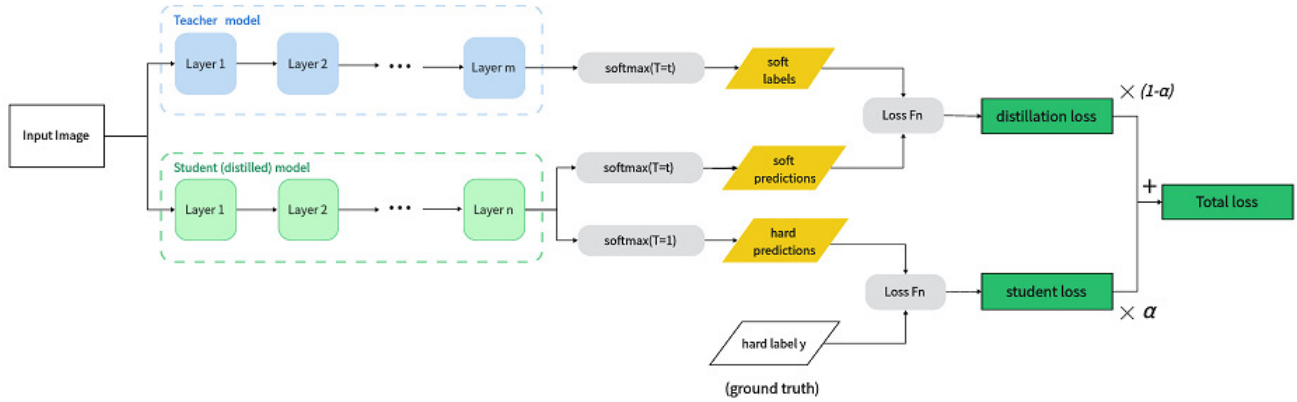 Teacher model
Layer 1
Layer 2
•••
Layer m
softmax(T=t)
soft
labels
Input Image
Loss Fn
distillation loss
× (1-α)
Student (distilled) model
Layer 1
Layer 2
•••
Layer n
softmax(T=t)
soft
predictions
softmax(T=1)
hard
predictions
+
Total loss
Loss Fn
student loss
× α
hard label y
(ground truth)